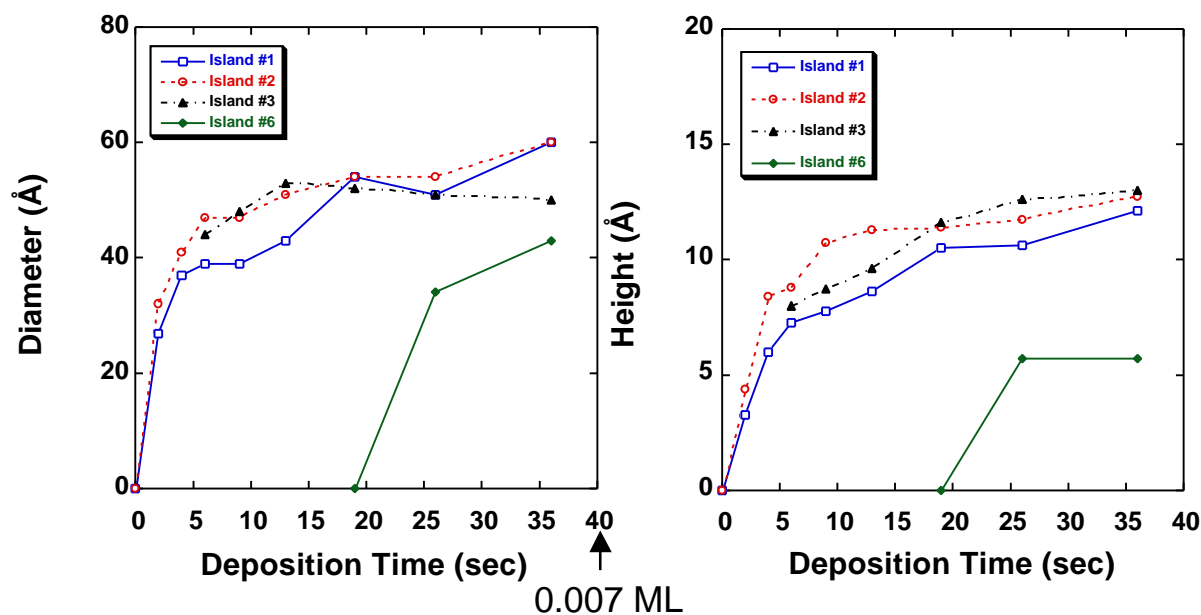 80
60
40
20
0
Diameter (Å)
Island #1
Island #2
Island #3
Island #6
0 5 10 15 20 25 30 35 40
Deposition Time (sec)
0.007 ML
20
15
10
5
0
Height (Å)
Island #1
Island #2
Island #3
Island #6
0 5 10 15 20 25 30 35 40
Deposition Time (sec)